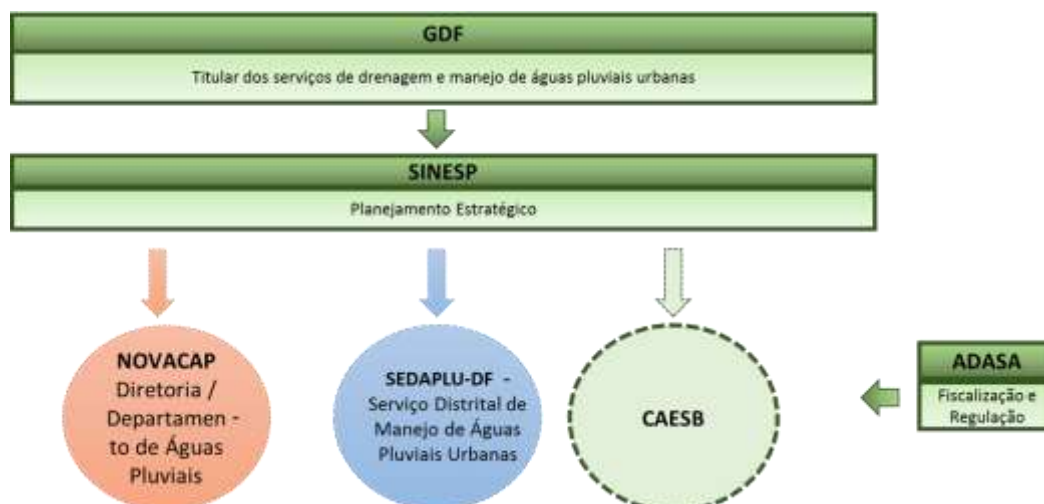 GDF
Titular dos serviços de drenagem e manejo de águas pluviais urbanas
SINESP
Planejamento Estratégico
NOVACAP
Diretoria /
Departamen -
to de Águas
Pluviais
SEDAPLU-DF -
Serviço Distrital de
Manejo de Águas
Pluviais Urbanas
CAESB
ADASA
Fiscalização e
Regulação